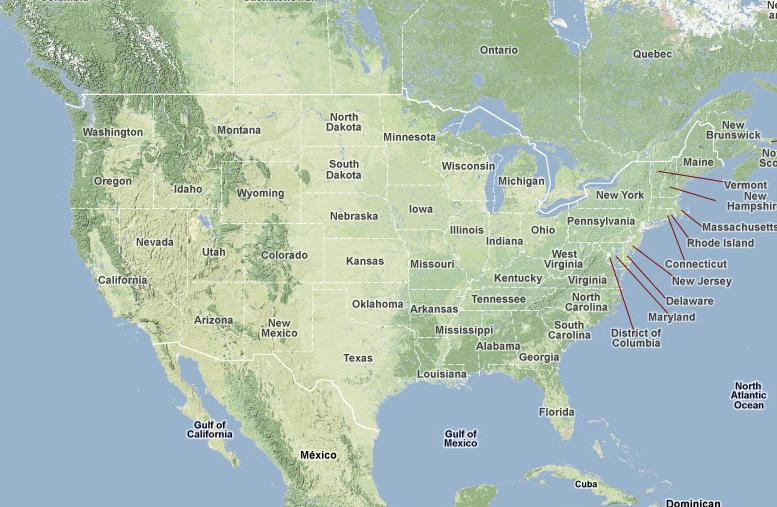 Saskatchewan
Ontario
Quebec
Washington
Montana
North
Dakota
Minnesota
New
Brunswick
Oregon
Idaho
Wyoming
South
Dakota
Wisconsin
Michigan
New York
Maine
Vermont
New
Nebraska
Iowa
Illinois
Indiana
Ohio
Pennsylvania
Massachusetts
Rhode Island
Nevada
Utah
Colorado
Kansas
Missouri
West
Virginia
Connecticut
California
Kentucky
Virginia
New Jersey
Arizona
New
Mexico
Oklahoma
Arkansas
Tennessee
North
Carolina
Delaware
Maryland
Texas
Mississippi
Alabama
Georgia
South
Carolina
District of
Columbia
Louisiana
Florida
North
Atlantic
Ocean
Gulf of
California
Gulf of
Mexico
México
Cuba
Dominican